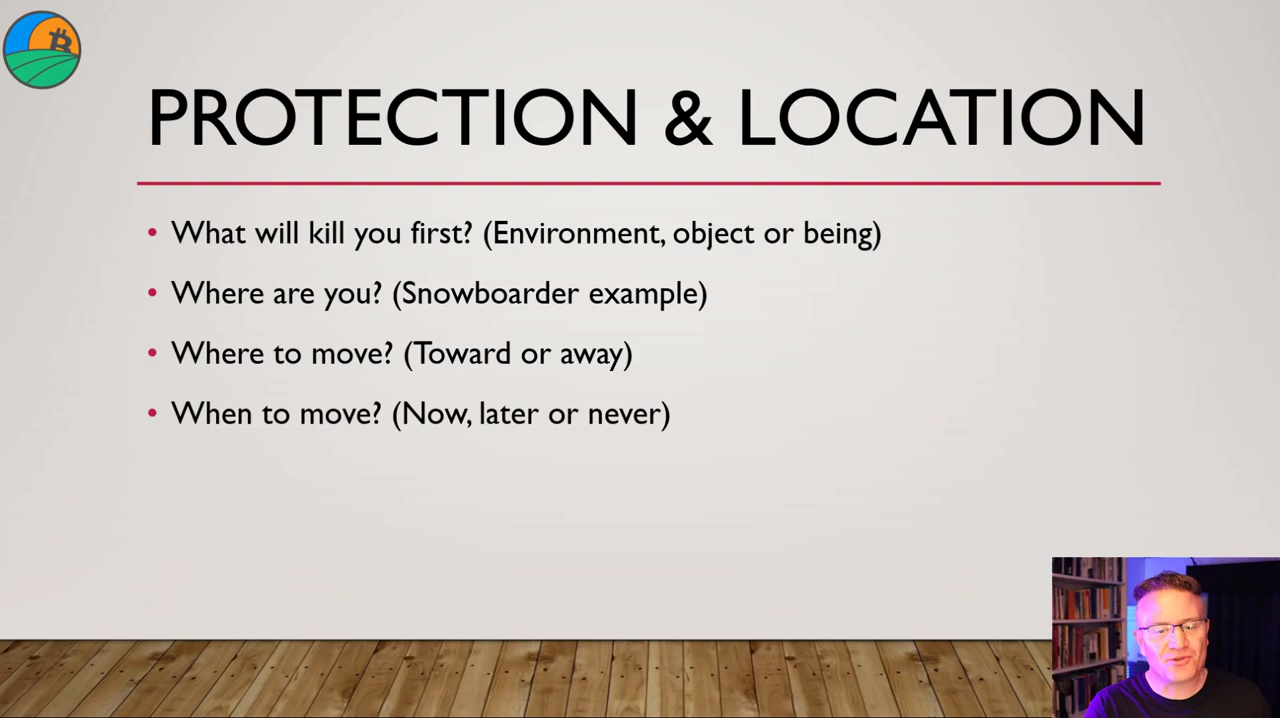 PROTECTION & LOCATION
• What will kill you first? (Environment, object or being)
• Where are you? (Snowboarder example)
• Where to move? (Toward or away)
• When to move? (Now, later or never)